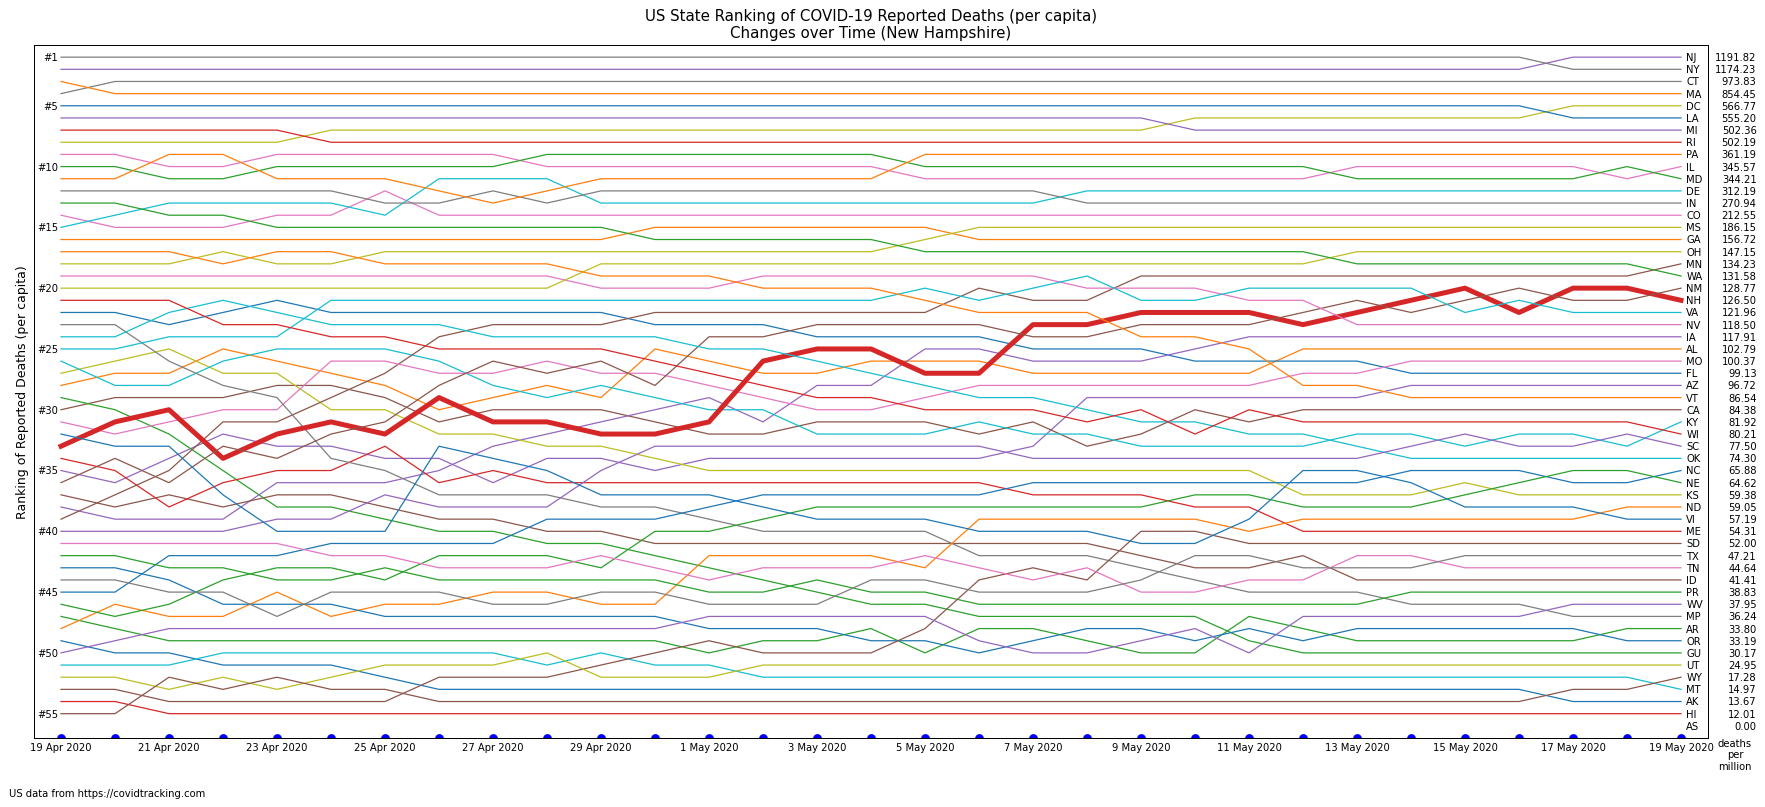 US State Ranking of COVID-19 Reported Deaths (per capita)
Changes over Time (New Hampshire)
Ranking of Reported Deaths (per capita)
#1
#5
#10
#15
#20
#25
#30
#35
#40
#45
#50
#55
NJ 1191.82
NY 1174.23
CT 973.83
MA 854.45
DC 566.77
LA 555.20
MI 502.36
RI 502.19
PA 361.19
IL 345.57
MD 344.21
DE 312.19
IN 270.94
CO 212.55
MS 186.15
GA 156.72
OH 147.15
MN 134.23
WA 131.58
NM 128.77
NH 126.50
VA 121.96
NV 118.50
IA 117.91
AL 102.79
MO 100.37
FL 99.13
AZ 96.72
VT 86.54
CA 84.38
KY 81.92
WI 80.21
SC 77.50
OK 74.30
NC 65.88
NE 64.62
KS 59.38
ND 59.05
VI 57.19
ME 54.31
SD 52.00
TX 47.21
TN 44.64
ID 41.41
PR 38.83
WV 37.95
MP 36.24
AR 33.80
OR 33.19
GU 30.17
UT 24.95
WY 17.28
MT 14.97
AK 13.67
HI 12.01
AS 0.00
19 Apr 2020 21 Apr 2020 23 Apr 2020 25 Apr 2020 27 Apr 2020 29 Apr 2020 1 May 2020 3 May 2020 5 May 2020 7 May 2020 9 May 2020 11 May 2020 13 May 2020 15 May 2020 17 May 2020 19 May 2020
deaths
per
million
US data from https://covidtracking.com